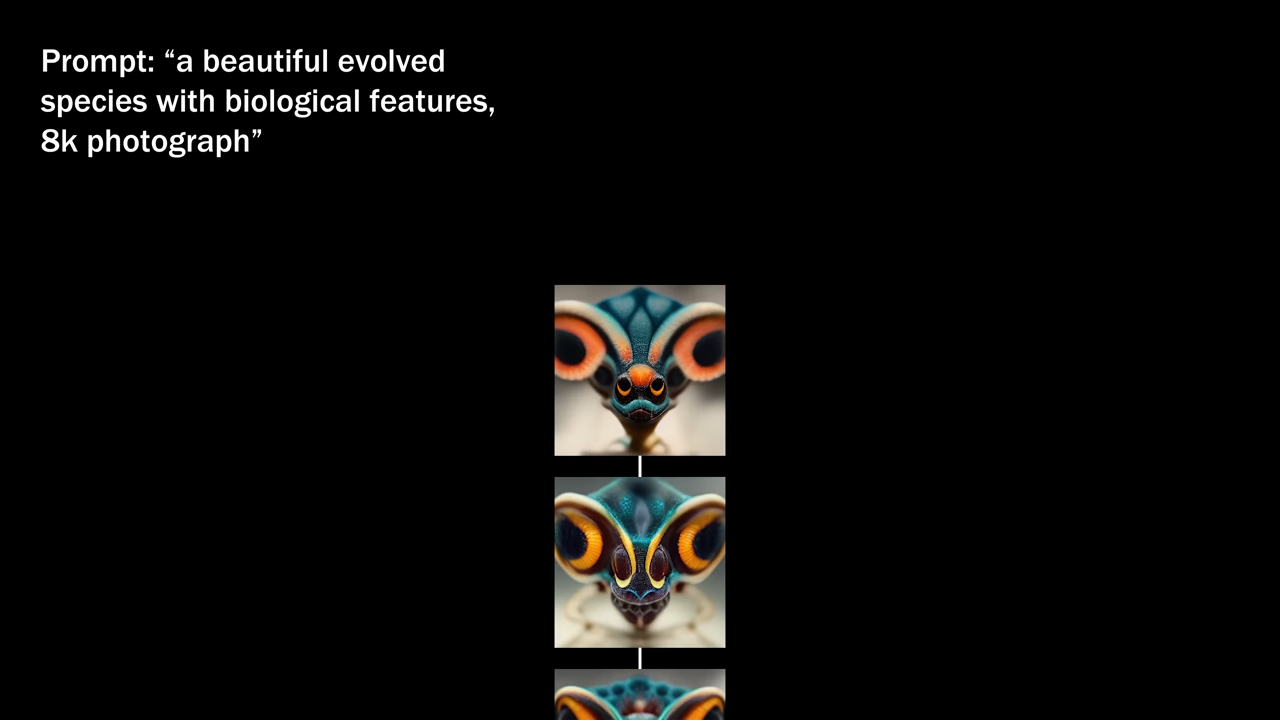 Prompt: “a beautiful evolved
species with biological features,
8k photograph”